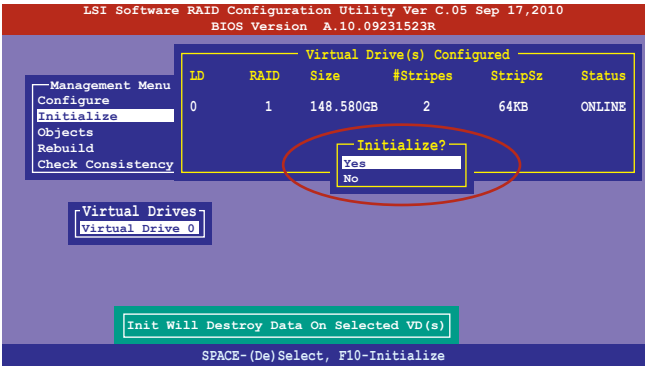 LSI Software RAID Configuration Utility Ver C.05 Sep 17,2010
BIOS Version A.10.09231523R
Virtual Drive(s) Configured
LD RAID Size #Stripes StripSz Status
0 1 148.580GB 2 64KB ONLINE
Management Menu
Configure
Initialize
Objects
Rebuild
Check Consistency
Initialize?
Yes
No
Virtual Drives
Virtual Drive 0
Init Will Destroy Data On Selected VD(s)
SPACE-(De)Select, F10-Initialize